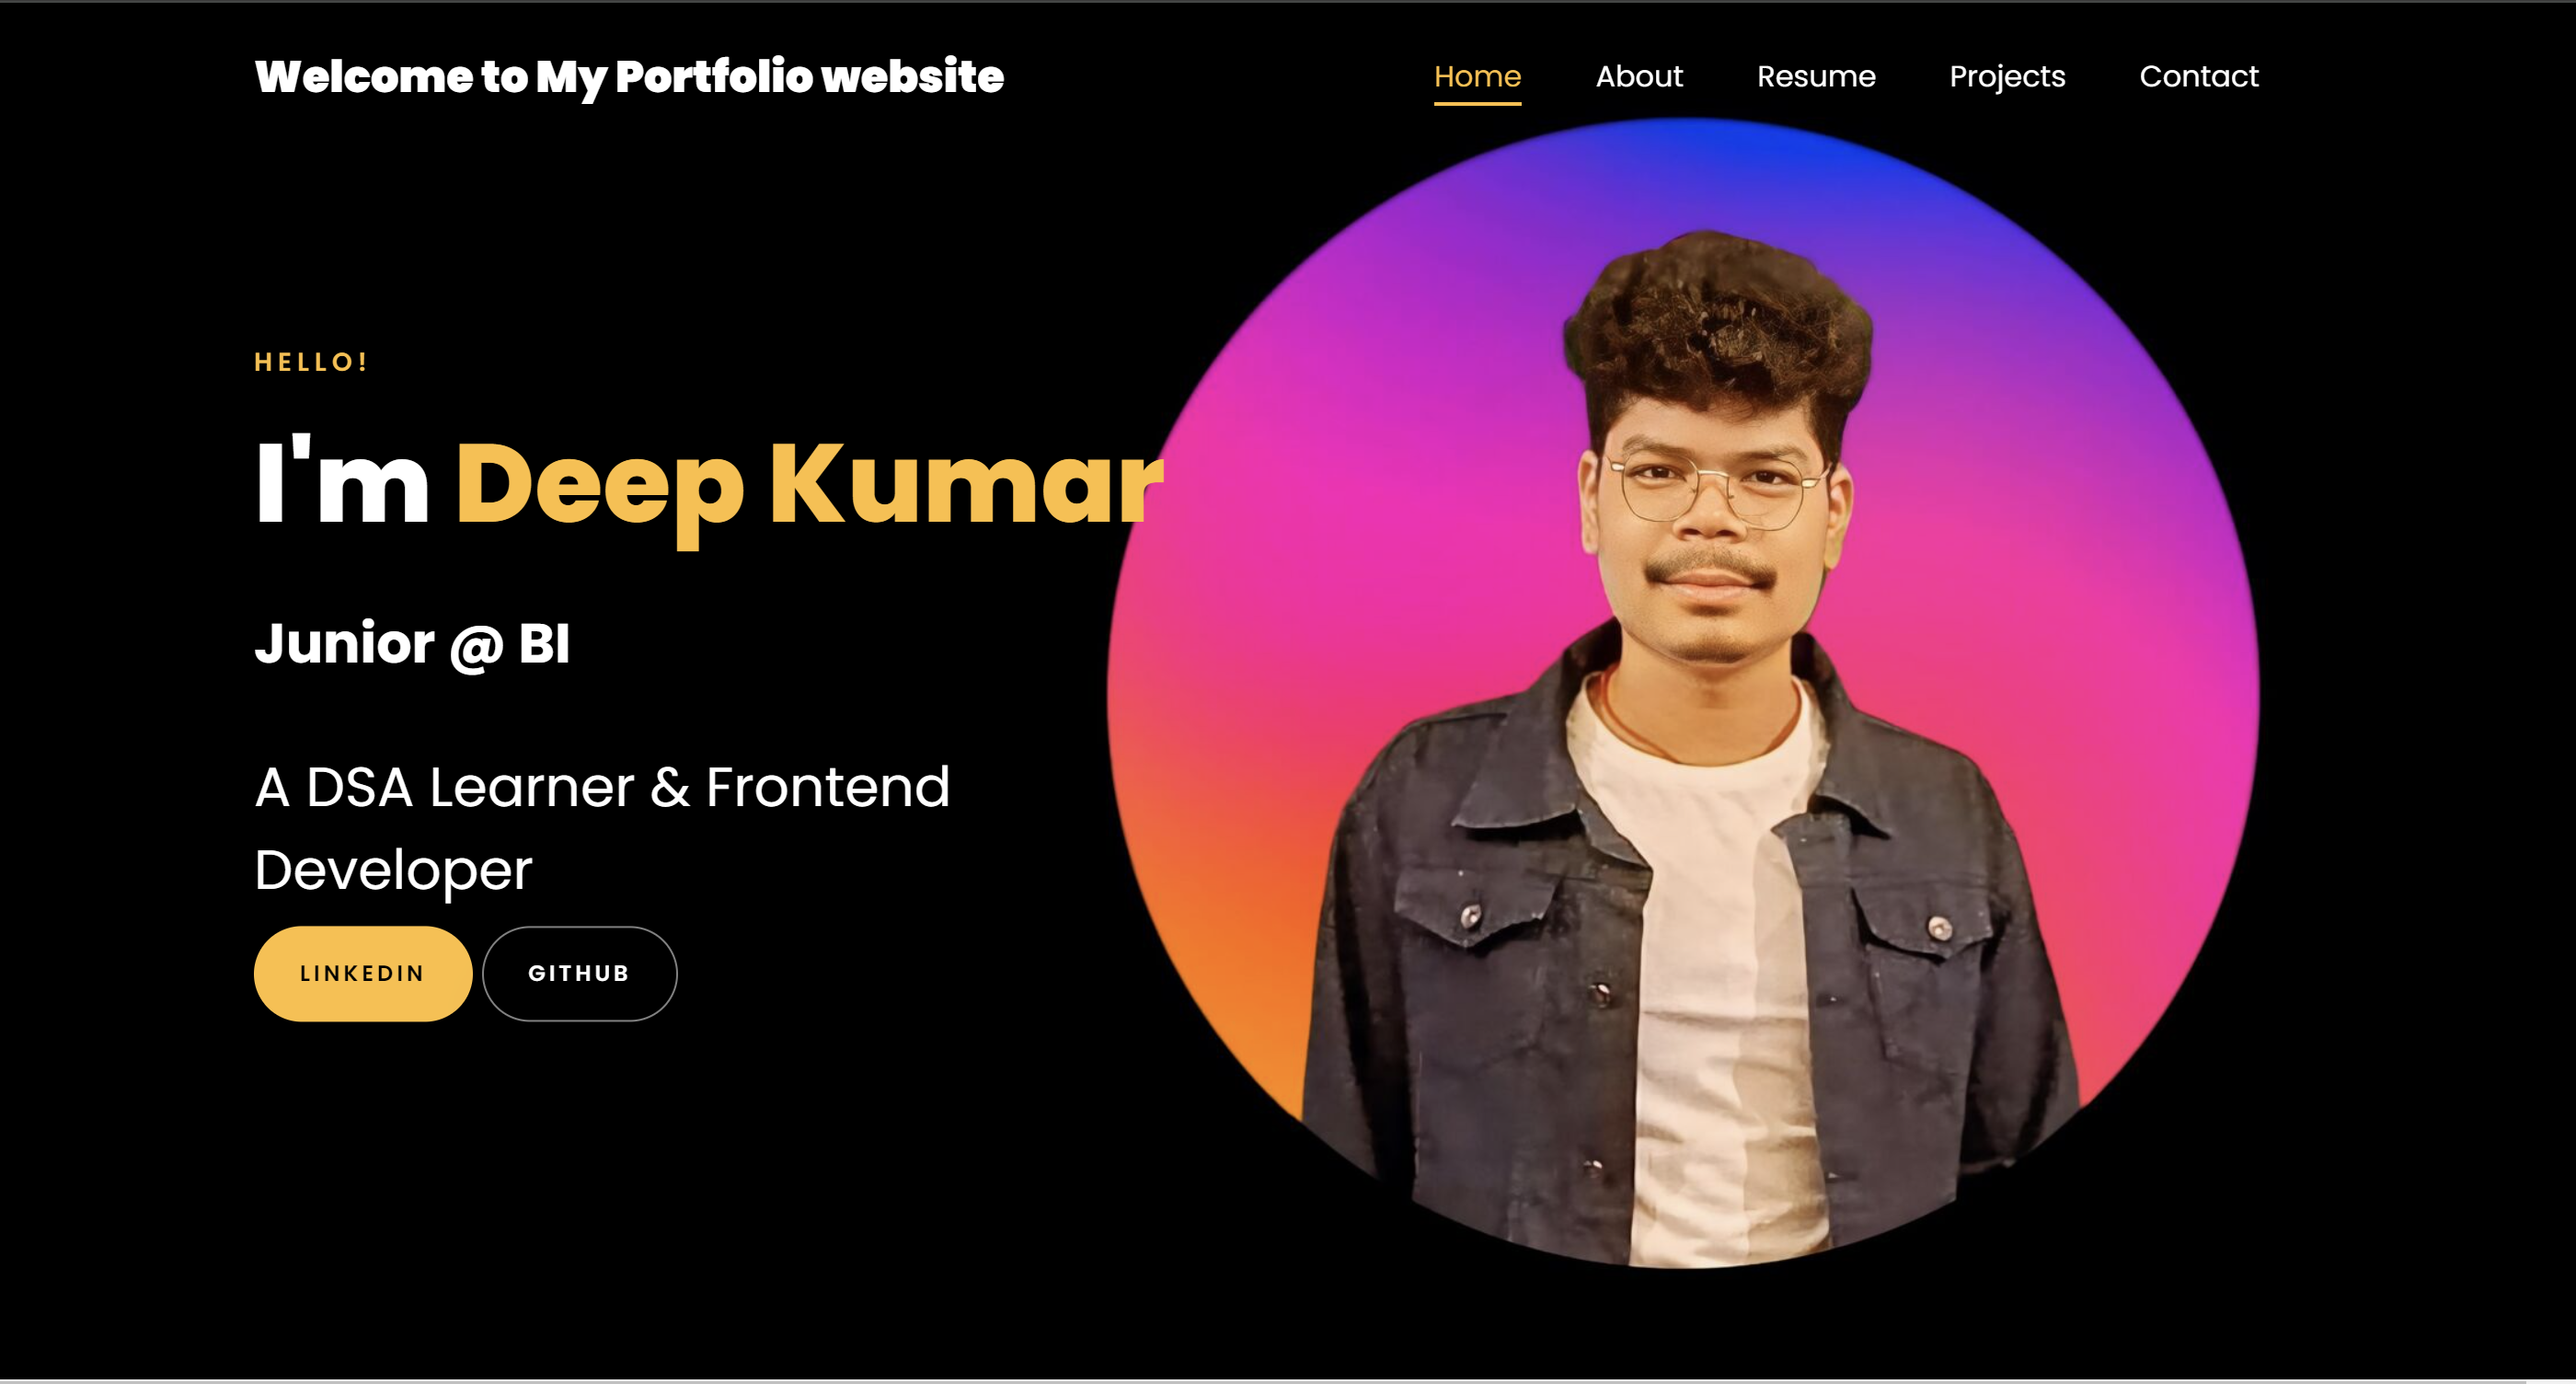 Welcome to My Portfolio website
Home About Resume Projects Contact
HELLO!
I'm Deep Kumar
Junior @ BI
A DSA Learner & Frontend
Developer
LINKEDIN GITHUB